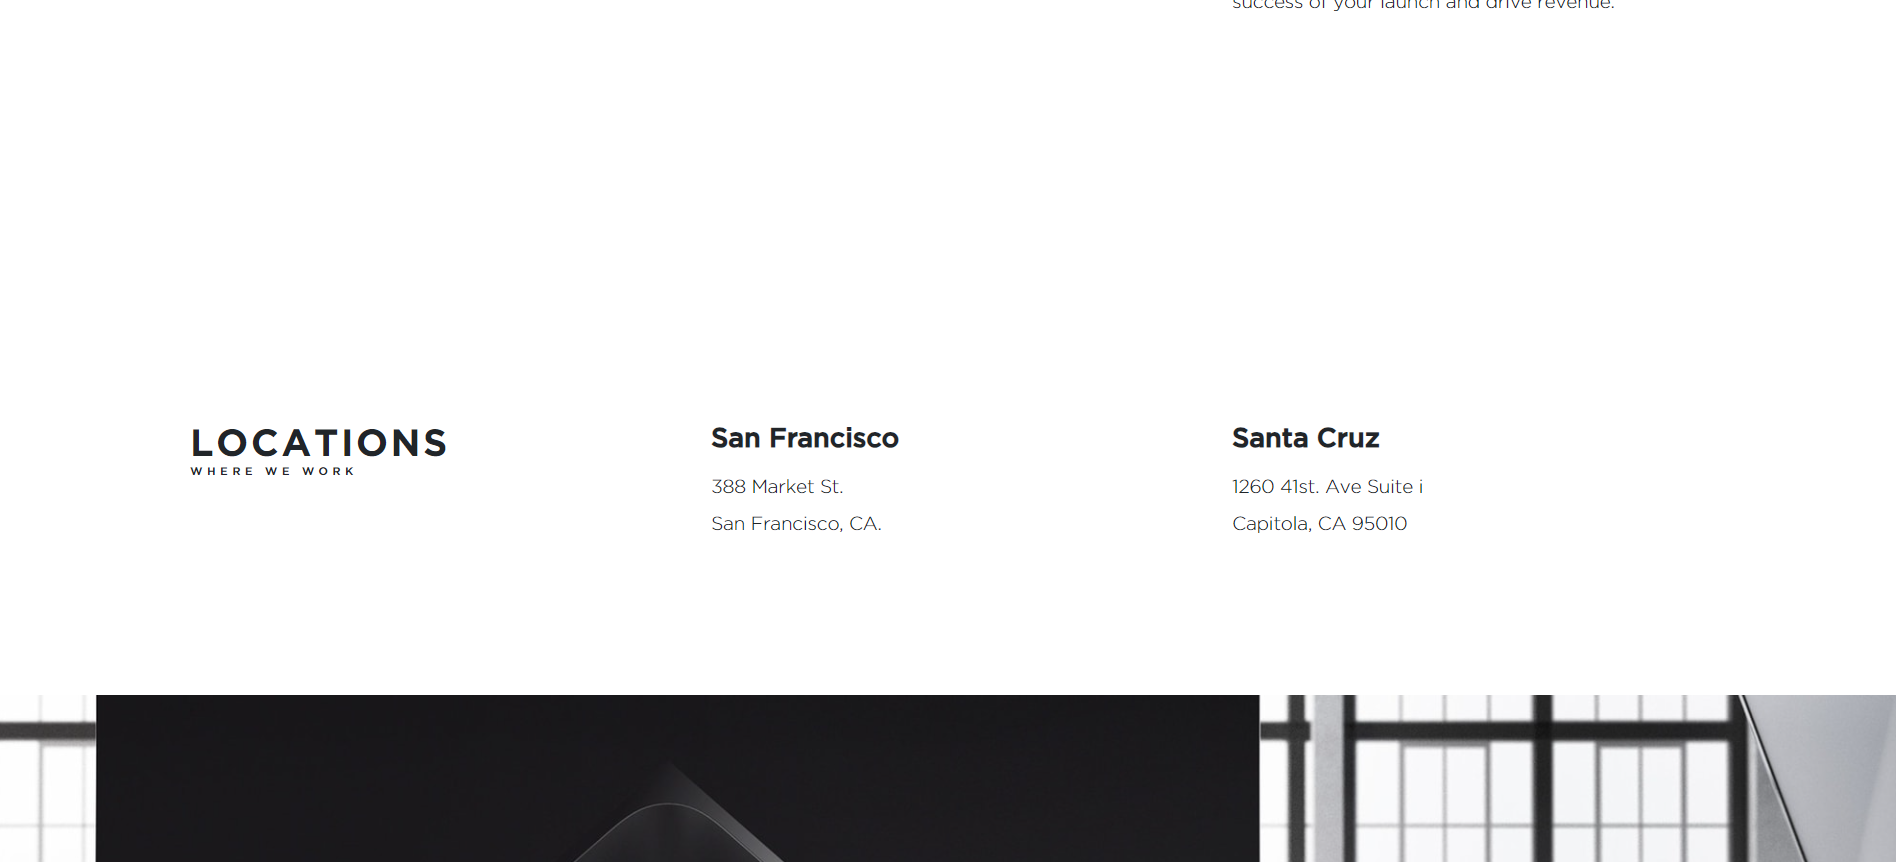 success of your launch and drive revenue.
LOCATIONS
WHERE WE WORK
San Francisco
388 Market St.
San Francisco, CA.
Santa Cruz
1260 41st. Ave Suite i
Capitola, CA 95010